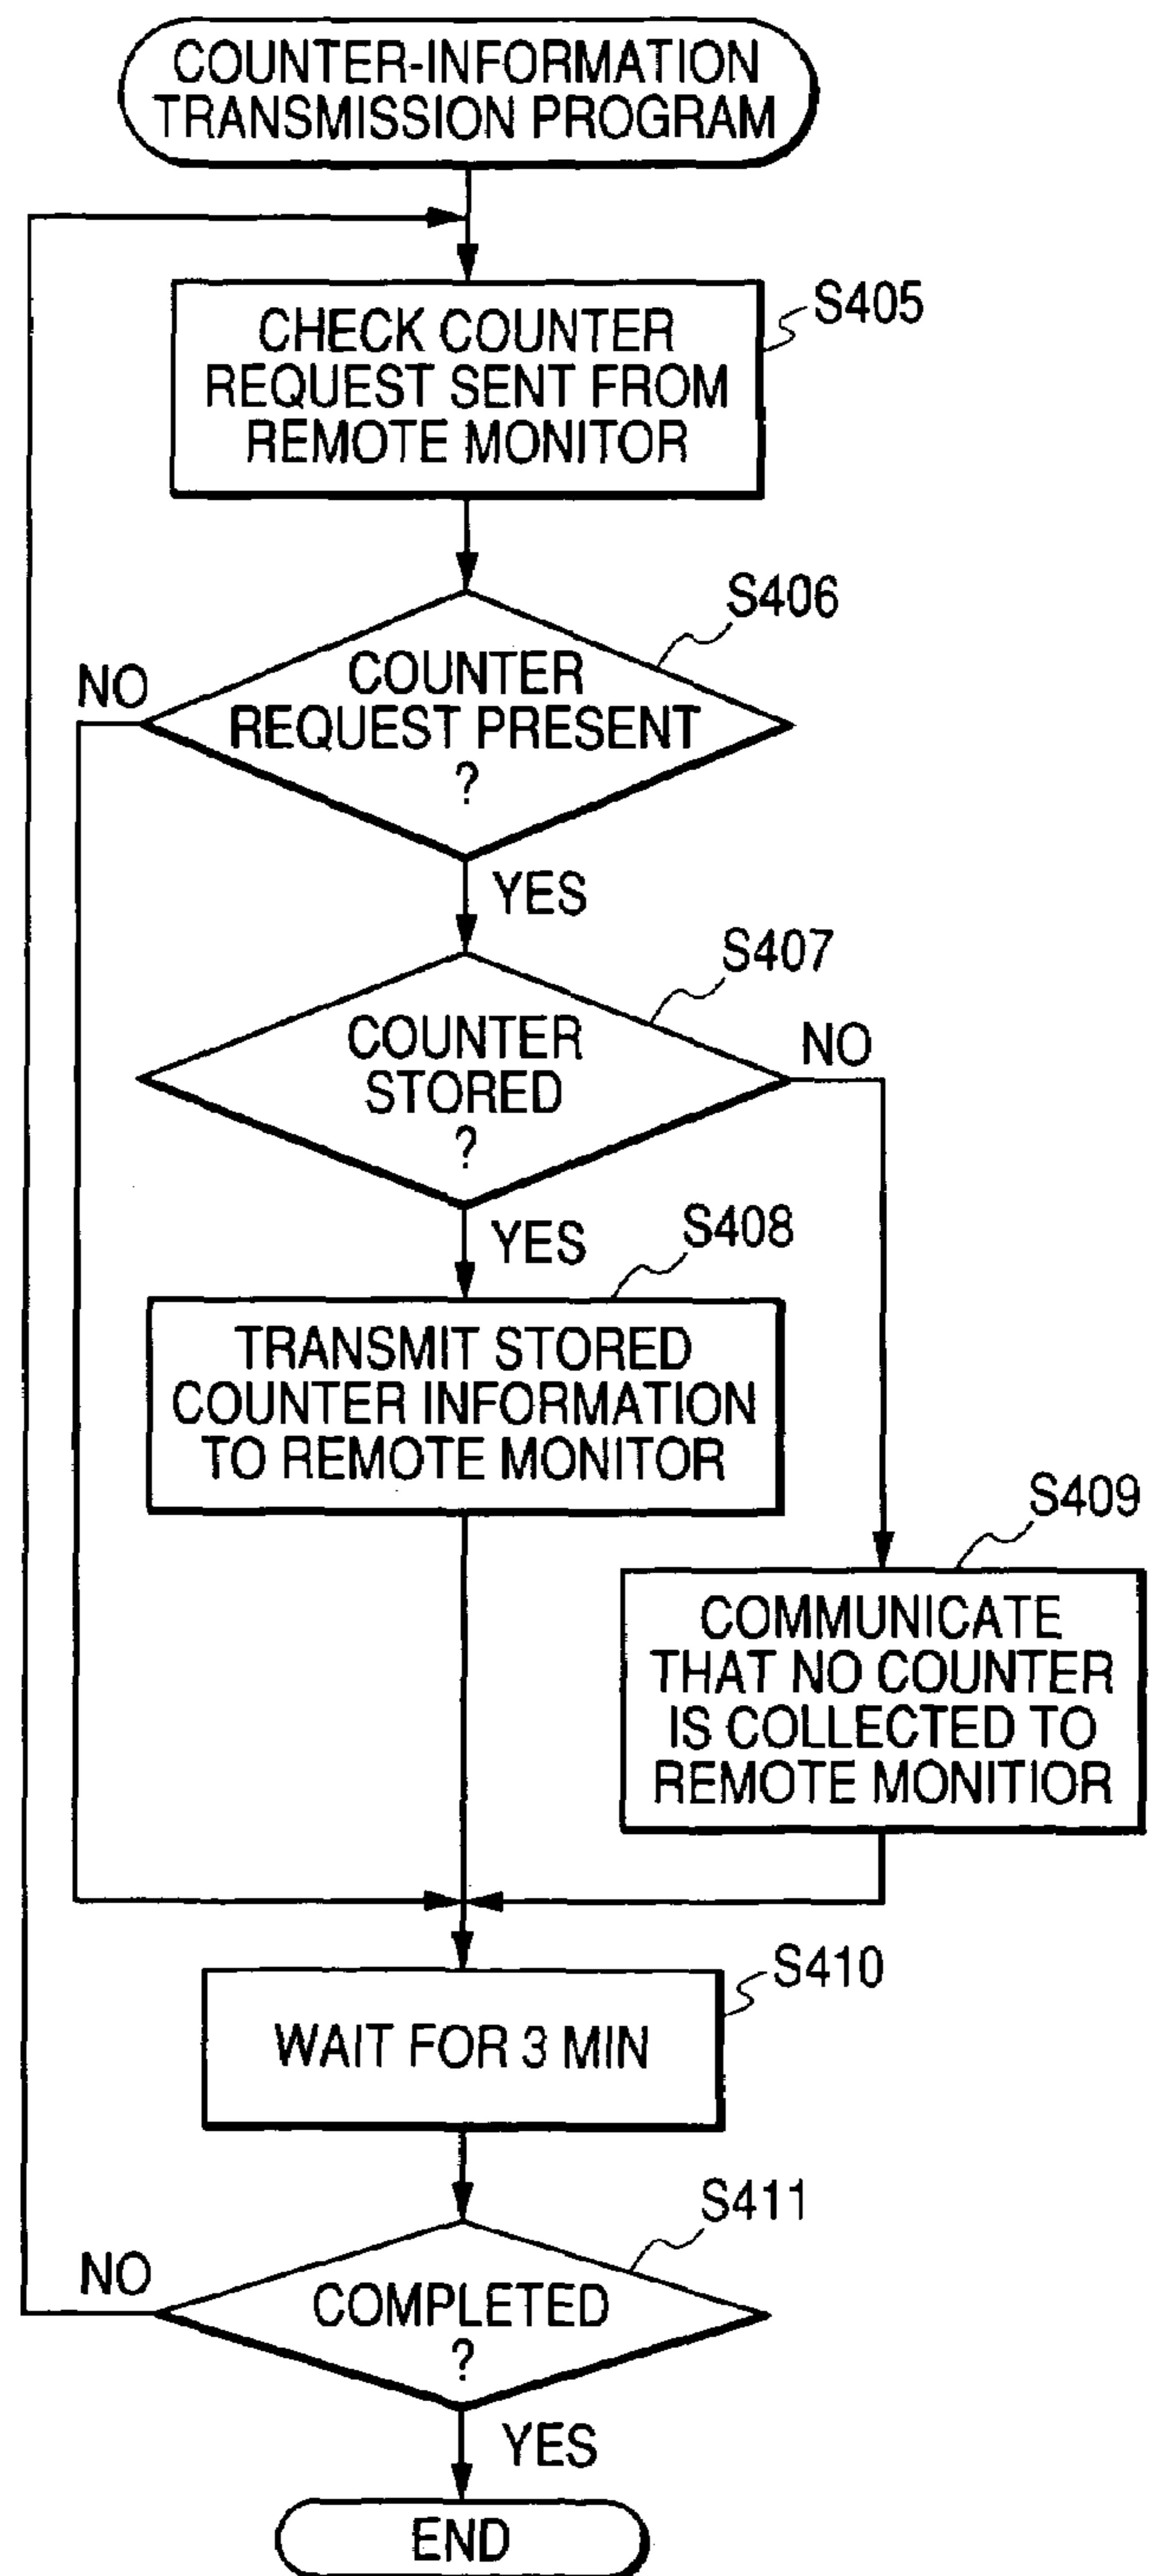 COUNTER-INFORMATION
TRANSMISSION PROGRAM
CHECK COUNTER
REQUEST SENT FROM
REMOTE MONITOR
S405
S406
COUNTER
REQUEST PRESENT
?
NO
YES
S407
COUNTER
STORED
?
NO
YES
S408
TRANSMIT STORED
COUNTER INFORMATION
TO REMOTE MONITOR
S409
COMMUNICATE
THAT NO COUNTER
IS COLLECTED TO
REMOTE MONITIOR
S410
WAIT FOR 3 MIN
S411
COMPLETED
?
NO
YES
END